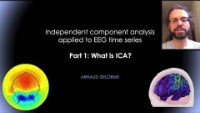 Independent component analysis
applied to EEG time series
Part 1: What is ICA?
ARNAUD DELORME